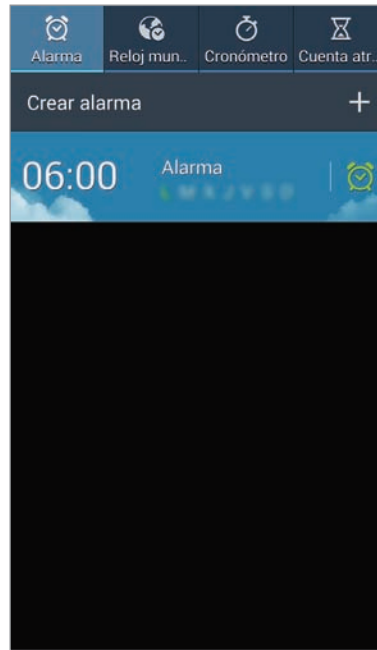 Alarma
Reloj mun..
Cronómetro
Cuenta atr..
Crear alarma
06:00
Alarma